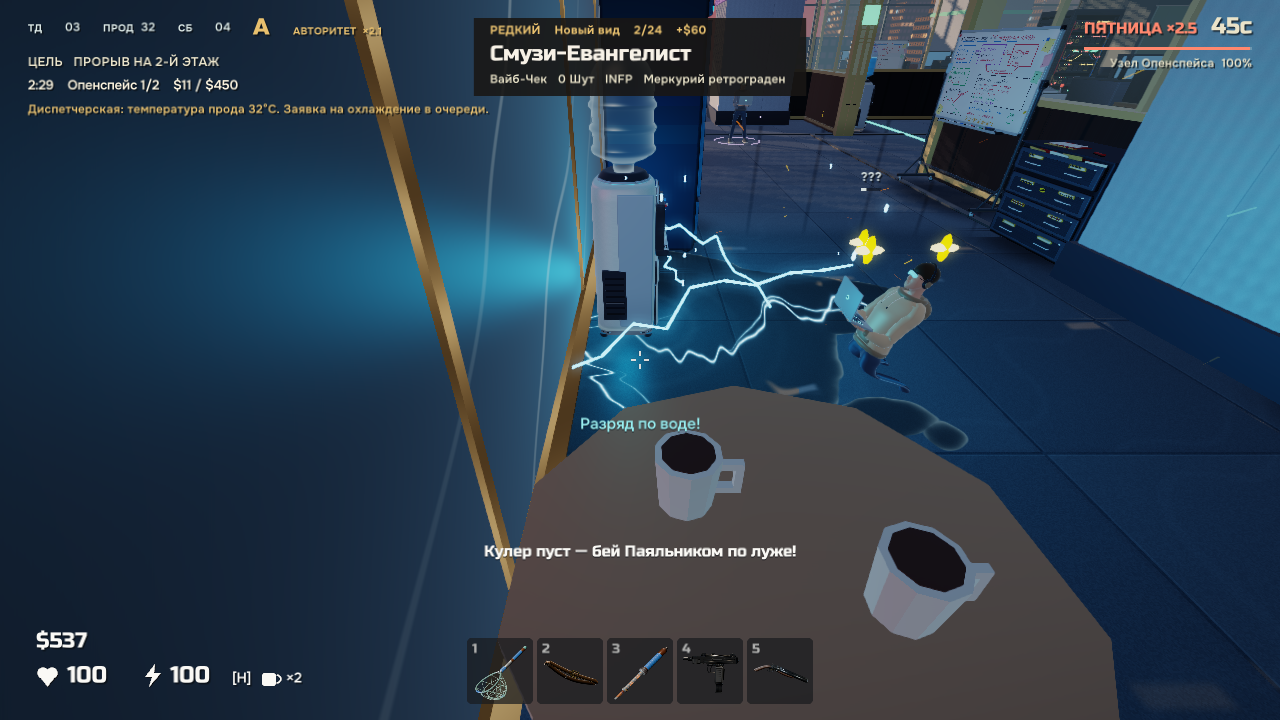 ТД 03 ПРОД 32 СБ 04 A АВТОРИТЕТ ×2.1
ЦЕЛЬ ПРОРЫВ НА 2-Й ЭТАЖ
2:29 Опенспейс 1/2 $11 / $450
Диспетчерская: температура прода 32°C. Заявка на охлаждение в очереди.
РЕДКИЙ Новый вид 2/24 +$60
Смузи-Евангелист
Вайб-Чек 0 Шут INFP Меркурий ретрограден
ПЯТНИЦА ×2.5 45с
Узел Опенспейса 100%
???
Разряд по воде!
Кулер пуст — бей Паяльником по луже!
$537
100 100 [H] ×2
1 2 3 4 5